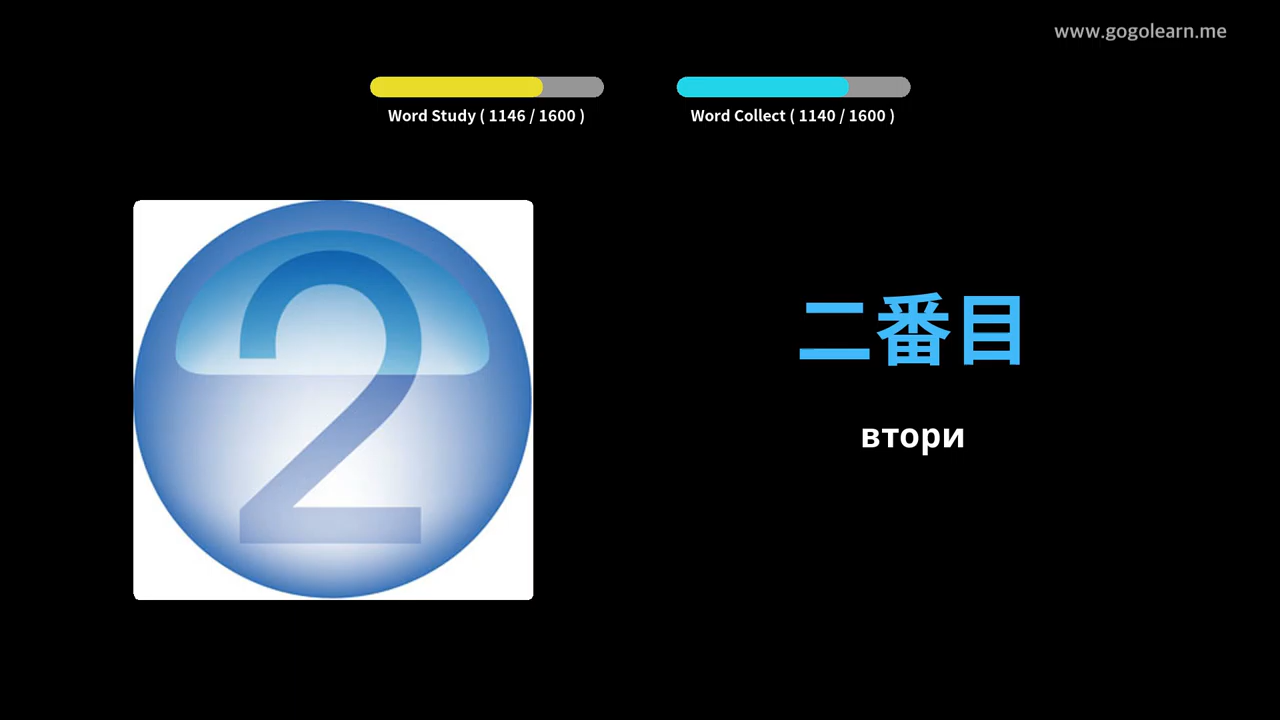 www.gogolearn.me
Word Study ( 1146 / 1600 )
Word Collect ( 1140 / 1600 )
2
二番目
втори